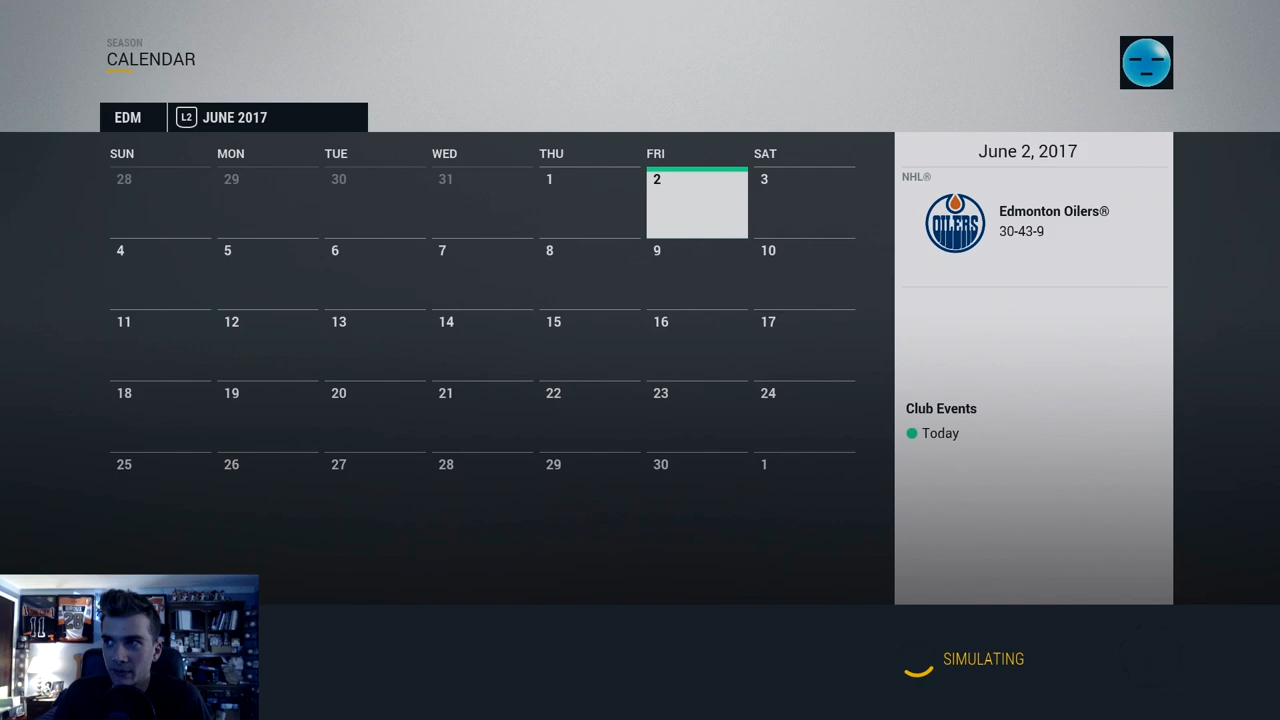 SEASON
CALENDAR
EDM L2 JUNE 2017
SUN MON TUE WED THU FRI SAT
28 29 30 31 1 2 3
4 5 6 7 8 9 10
11 12 13 14 15 16 17
18 19 20 21 22 23 24
25 26 27 28 29 30 1
June 2, 2017
NHL®
OILERS
Edmonton Oilers®
30-43-9
Club Events
Today
11 28
SIMULATING